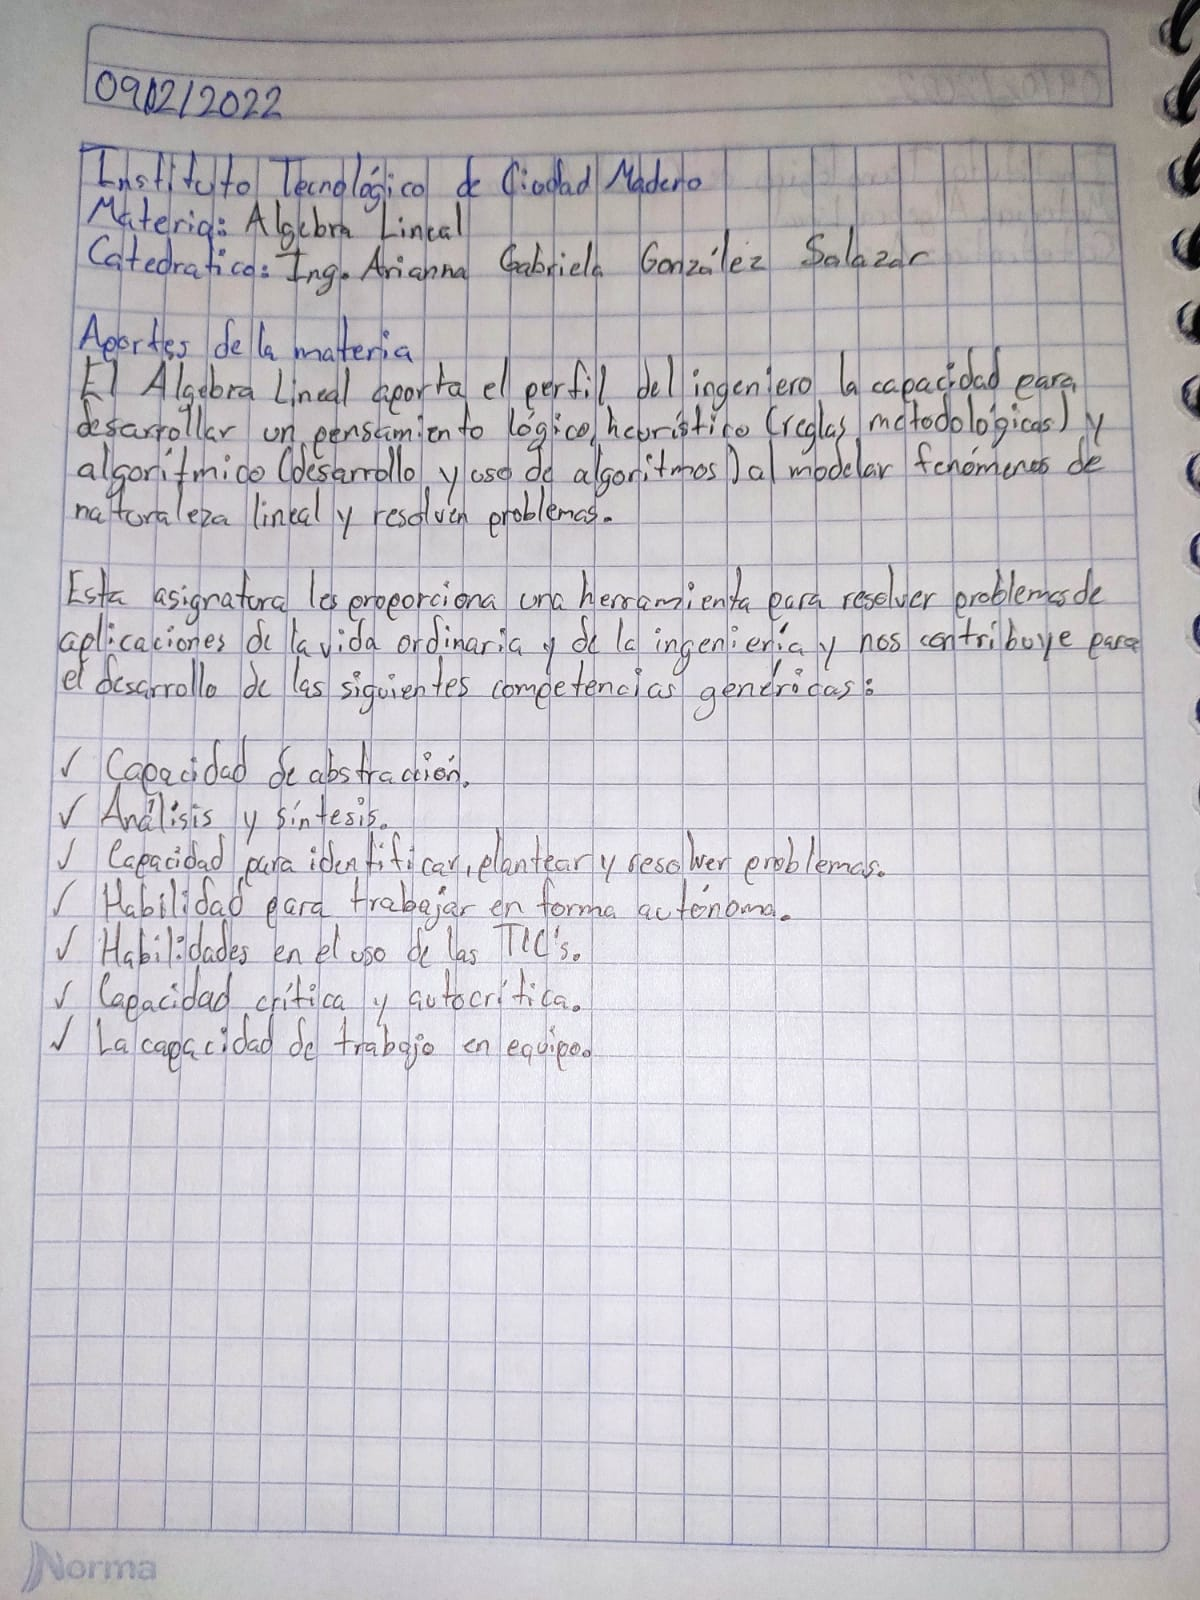 09/02/2022
Instituto Tecnológico de Ciudad Madero
Materia: Algebra Lineal
Catedratico: Ing. Arianna Gabriela González Salazar
Aportes de la materia
El Algebra Lineal aporta el perfil del ingeniero la capacidad para
desarrollar un pensamiento lógico, heurístico (reglas metodológicas) y
algorítmico (desarrollo y uso de algoritmos) al modelar fenómenos de
naturaleza lineal y resolver problemas.
Esta asignatura les proporciona una herramienta para resolver problemas de
aplicaciones de la vida ordinaria y de la ingeniería y nos contribuye para
el desarrollo de las siguientes competencias genéricas:
✓ Capacidad de abstracción.
✓ Análisis y síntesis.
✓ Capacidad para identificar, plantear y resolver problemas.
✓ Habilidad para trabajar en forma autónoma.
✓ Habilidades en el uso de las TIC's.
✓ Capacidad crítica y autocrítica.
✓ La capacidad de trabajo en equipo.
Norma